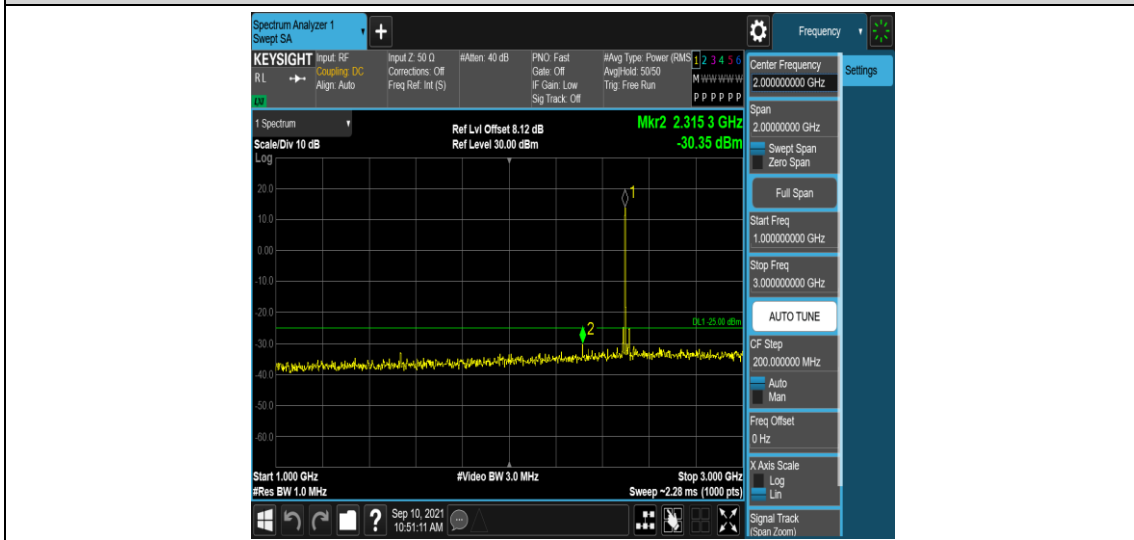 Spectrum Analyzer 1
Swept SA
Frequency
KEYSIGHT
RL
LXI
Input: RF
Coupling: DC
Align: Auto
Input Z: 50 Ω
Corrections: Off
Freq Ref: Int (S)
#Atten: 40 dB
PNO: Fast
Gate: Off
IF Gain: Low
Sig Track: Off
#Avg Type: Power (RMS
Avg|Hold: 50/50
Trig: Free Run
1 2 3 4 5 6
M W W W W W
P P P P P P
1 Spectrum
Scale/Div 10 dB
Log
Ref Lvl Offset 8.12 dB
Ref Level 30.00 dBm
Mkr2 2.315 3 GHz
-30.35 dBm
20.0
10.0
0.00
-10.0
-20.0
-30.0
-40.0
-50.0
-60.0
1
2
DL1 -25.00 dBm
Start 1.000 GHz
#Res BW 1.0 MHz
#Video BW 3.0 MHz
Stop 3.000 GHz
Sweep ~2.28 ms (1000 pts)
?
Sep 10, 2021
10:51:11 AM
Center Frequency
2.000000000 GHz
Settings
Span
2.00000000 GHz
Swept Span
Zero Span
Full Span
Start Freq
1.000000000 GHz
Stop Freq
3.000000000 GHz
AUTO TUNE
CF Step
200.000000 MHz
Auto
Man
Freq Offset
0 Hz
X Axis Scale
Log
Lin
Signal Track
(Span Zoom)